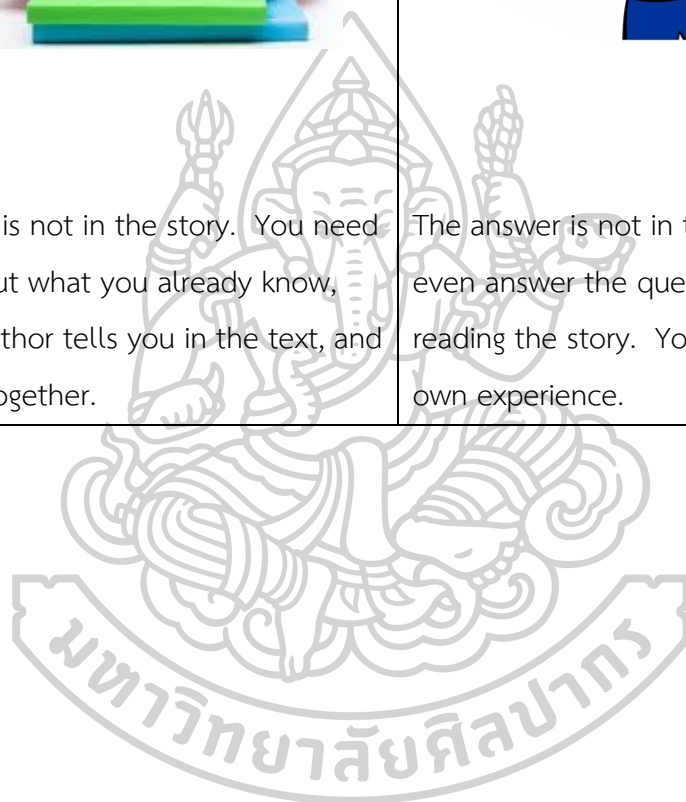 is not in the story. You need
ut what you already know,
thor tells you in the text, and
ogether.
The answer is not in t
even answer the que
reading the story. Yo
own experience.
มหาวิทยาลัยศิลปากร